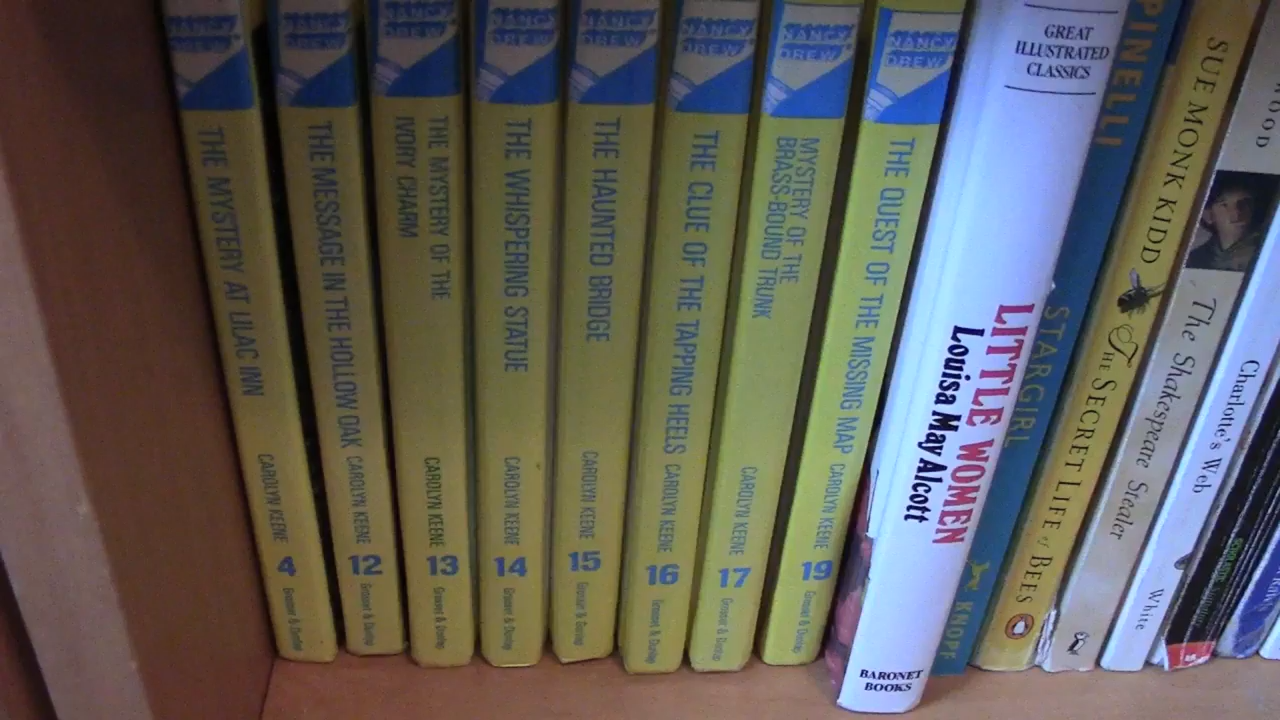 NANCY
DREW
THE MYSTERY AT LILAC INN
CAROLYN KEENE
4
Grosset & Dunlap
NANCY
DREW
THE MESSAGE IN THE HOLLOW OAK
CAROLYN KEENE
12
Grosset & Dunlap
NANCY
DREW
THE MYSTERY OF THE
IVORY CHARM
CAROLYN KEENE
13
Grosset & Dunlap
NANCY
DREW
THE WHISPERING STATUE
CAROLYN KEENE
14
Grosset & Dunlap
NANCY
DREW
THE HAUNTED BRIDGE
CAROLYN KEENE
15
Grosset & Dunlap
NANCY
DREW
THE CLUE OF THE TAPPING HEELS
CAROLYN KEENE
16
Grosset & Dunlap
NANCY
DREW
MYSTERY OF THE
BRASS-BOUND TRUNK
CAROLYN KEENE
17
Grosset & Dunlap
NANCY
DREW
THE QUEST OF THE MISSING MAP
CAROLYN KEENE
19
Grosset & Dunlap
GREAT
ILLUSTRATED
CLASSICS
LITTLE WOMEN
Louisa May Alcott
BARONET
BOOKS
PINELLI
STARGIRL
KNOPF
SUE MONK KIDD
THE SECRET LIFE of BEES
OOD
The Shakespeare Stealer
Charlotte's Web
White